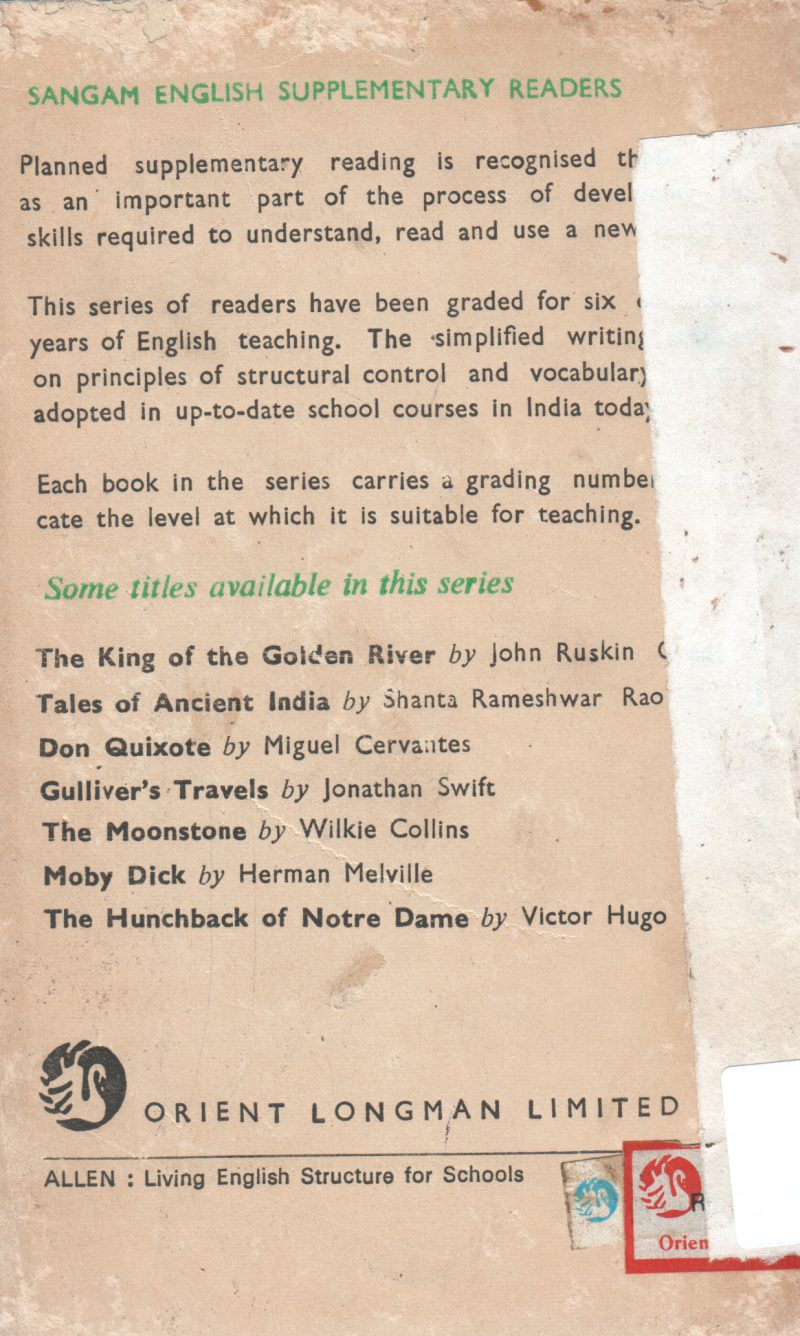 SANGAM ENGLISH SUPPLEMENTARY READERS
Planned supplementary reading is recognised
as an important part of the process of
skills required to understand, read and use a new
This series of readers have been graded for six
years of English teaching. The simplified
on principles of structural control and
adopted in up-to-date school courses in India
Each book in the series carries a grading
cate the level at which it is suitable for teaching.
Some titles available in this series
The King of the Golden River by John Ruskin
Tales of Ancient India by Shanta Rameshwar Rao
Don Quixote by Miguel Cervantes
Gulliver's Travels by Jonathan Swift
The Moonstone by Wilkie Collins
Moby Dick by Herman Melville
The Hunchback of Notre Dame by Victor Hugo
ORIENT LONGMAN LIMITED
ALLEN : Living English Structure for Schools
R
Orien